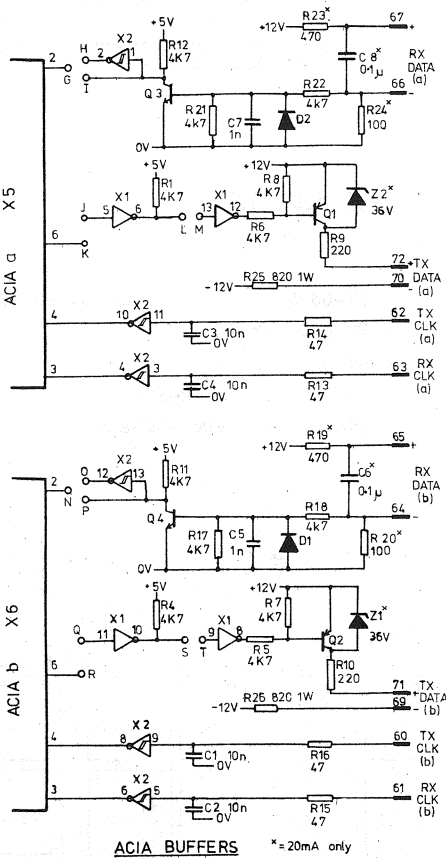 +5V
R23* 67
+12V 470 +
X2 R12 4K7
H 2 1
2 G I
C8* 0·1μ RX DATA (a)
Q3
R22 4k7 66 -
R21 4k7
C7 1n
D2
R24* 100
0V
X5
ACIA a
+5V
+12V
R1 4K7
R8 4K7
Z2* 36V
J X1 5 6
L M
X1 13 12
R6 4K7
Q1
R9 220
6 K
72 + TX
DATA
70 - (a)
-12V R25 820 1W
4 X2 10 11
C3 10n 0V
R14 47
62 TX CLK (a)
3 X2 4 3
C4 10n 0V
R13 47
63 RX CLK (a)
+5V
R19* 65
+12V 470 +
X2 R11 4K7
O 12 13
2 N P
C6* 0·1μ RX DATA (b)
Q4
R18 4k7 64 -
R17 4K7
C5 1n
D1
R20* 100
0V
X6
ACIA b
+5V
+12V
R4 4K7
R7 4K7
Z1* 36V
Q X1 11 10
S T
X1 9 8
R5 4K7
Q2
R10 220
6 R
71 + TX
DATA
69 - (b)
-12V R26 820 1W
4 X2 8 9
C1 10n 0V
R16 47
60 TX CLK (b)
3 X2 6 5
C2 10n 0V
R15 47
61 RX CLK (b)
ACIA BUFFERS * = 20mA only